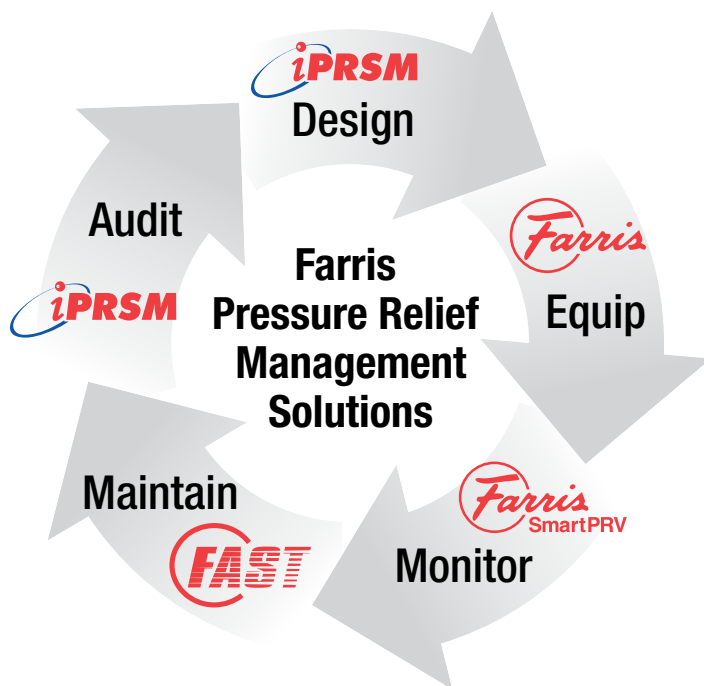 iPRSM
Design
Farris
Equip
Farris
SmartPRV
Monitor
Maintain
FAST
Audit
iPRSM
Farris
Pressure Relief
Management
Solutions